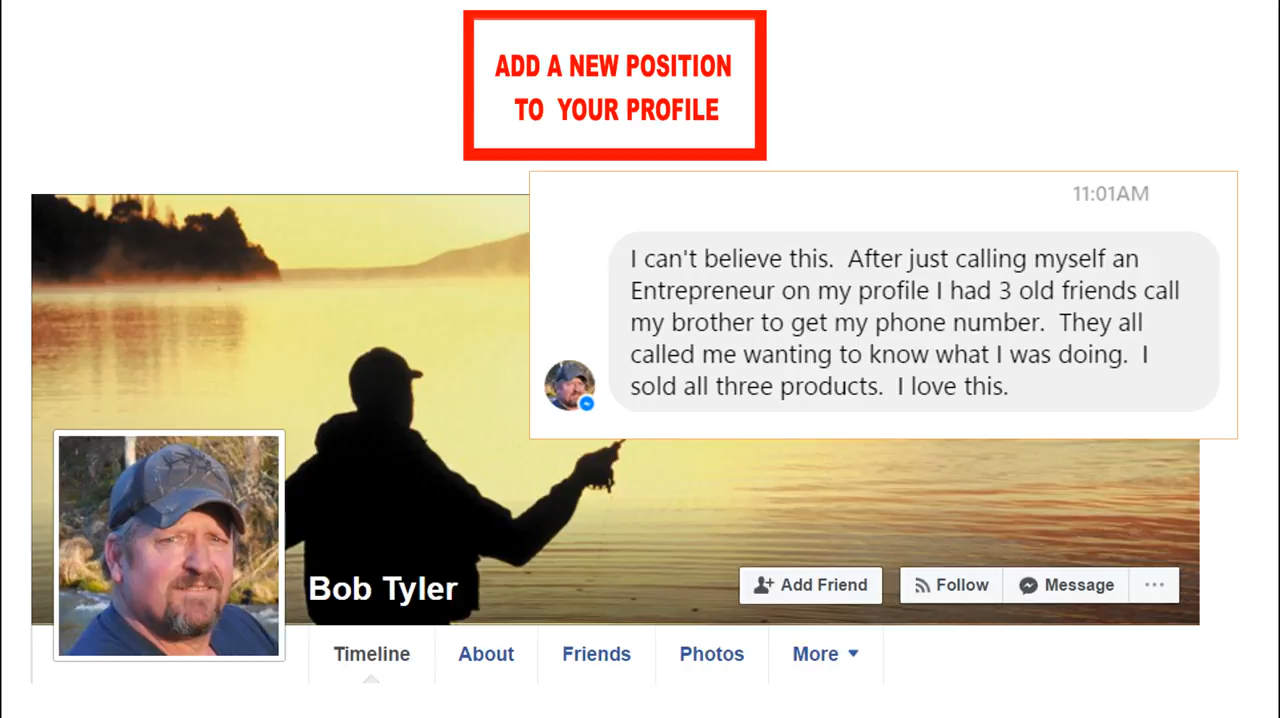 ADD A NEW POSITION
TO YOUR PROFILE
11:01AM
I can't believe this. After just calling myself an
Entrepreneur on my profile I had 3 old friends call
my brother to get my phone number. They all
called me wanting to know what I was doing. I
sold all three products. I love this.
Bob Tyler
Add Friend
Follow
Message
Timeline
About
Friends
Photos
More